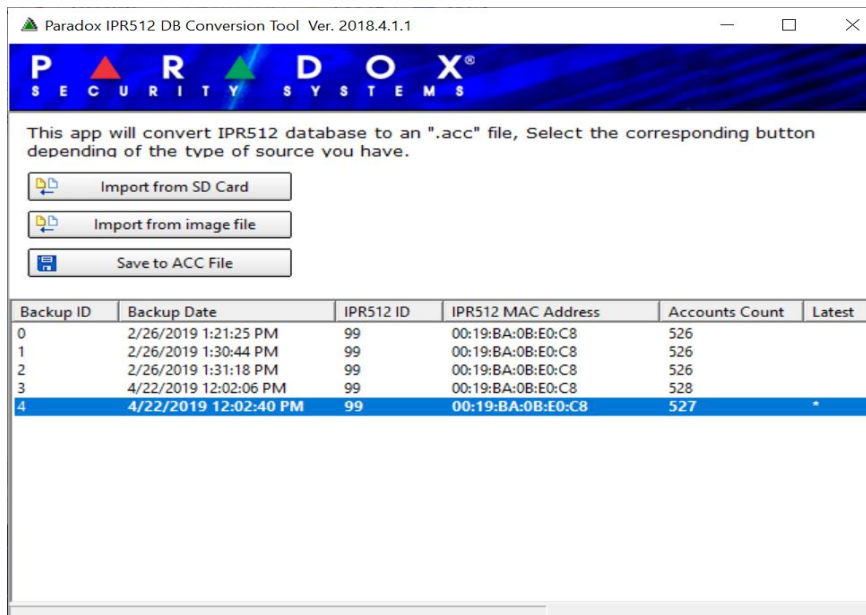 Paradox IPR512 DB Conversion Tool Ver. 2018.4.1.1
PARADOX®
SECURITY SYSTEMS
This app will convert IPR512 database to an ".acc" file, Select the corresponding button
depending of the type of source you have.
Import from SD Card
Import from image file
Save to ACC File
Backup ID Backup Date IPR512 ID IPR512 MAC Address Accounts Count Latest
0 2/26/2019 1:21:25 PM 99 00:19:BA:0B:E0:C8 526
1 2/26/2019 1:30:44 PM 99 00:19:BA:0B:E0:C8 526
2 2/26/2019 1:31:18 PM 99 00:19:BA:0B:E0:C8 526
3 4/22/2019 12:02:06 PM 99 00:19:BA:0B:E0:C8 528
4 4/22/2019 12:02:40 PM 99 00:19:BA:0B:E0:C8 527 *